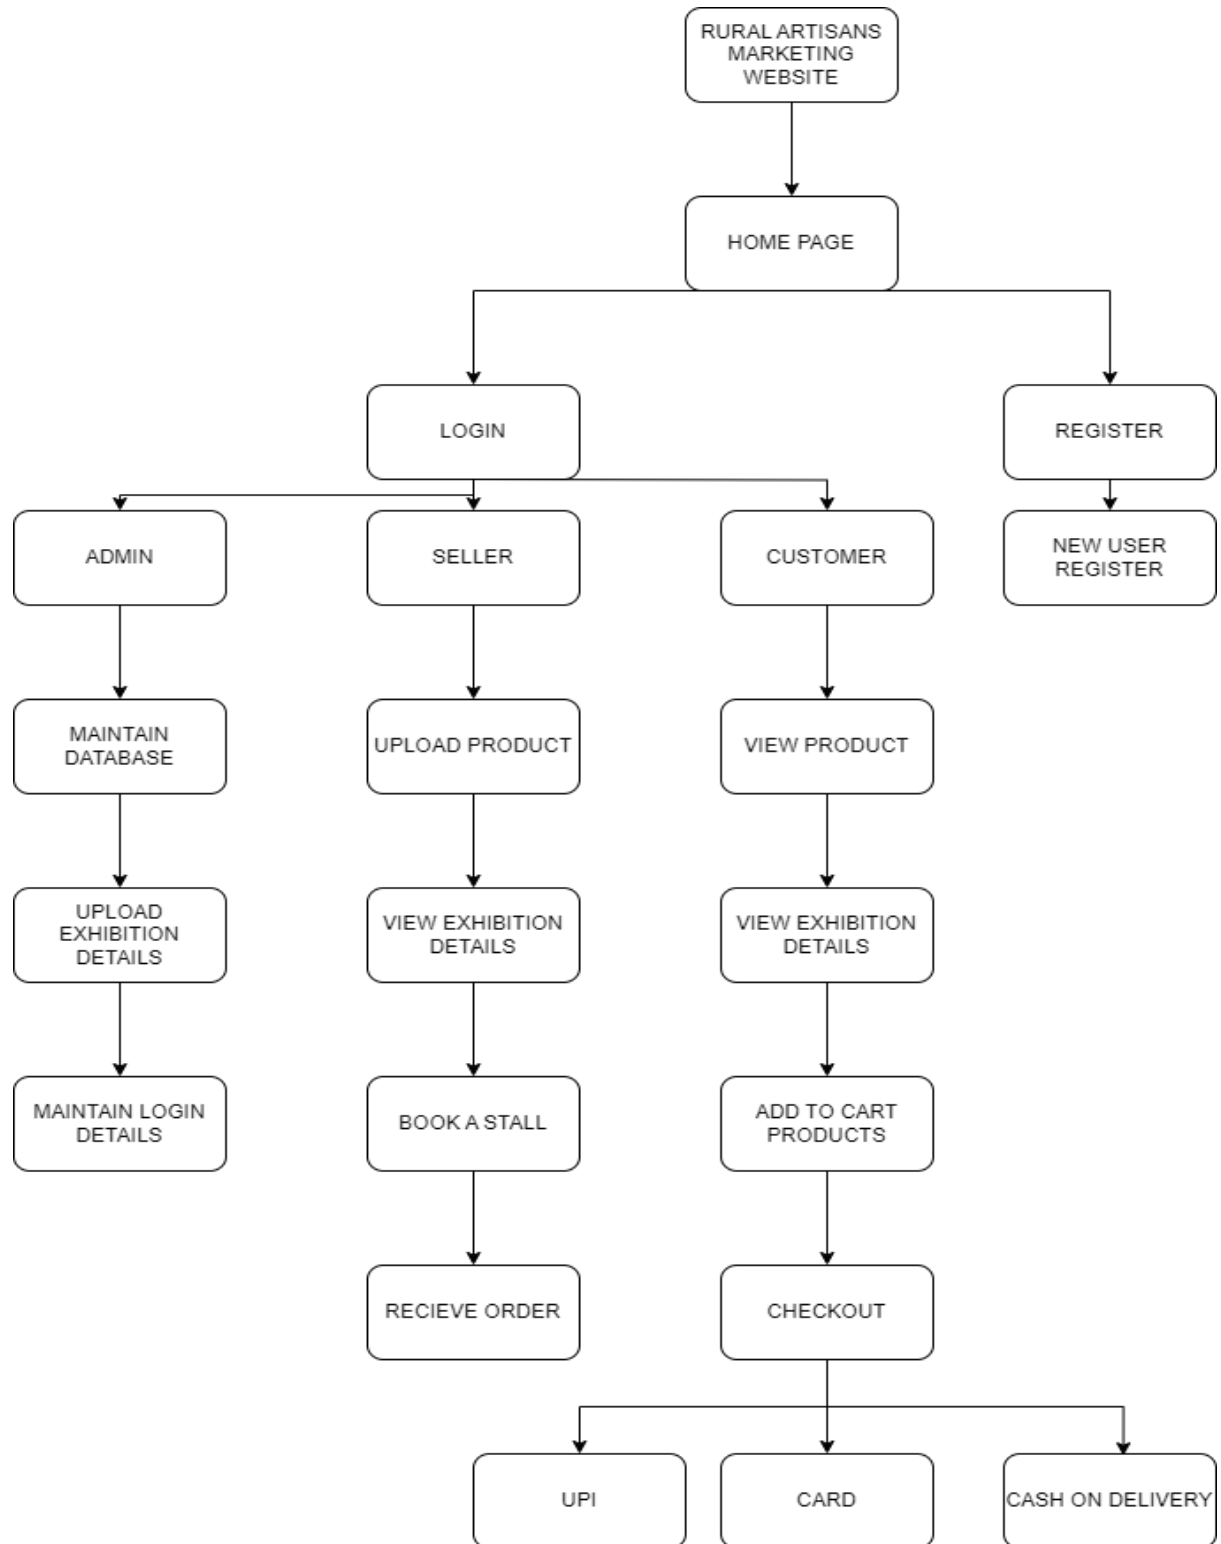 RURAL ARTISANS
MARKETING
WEBSITE
HOME PAGE
LOGIN
REGISTER
ADMIN
SELLER
CUSTOMER
NEW USER
REGISTER
MAINTAIN
DATABASE
UPLOAD PRODUCT
VIEW PRODUCT
UPLOAD
EXHIBITION
DETAILS
VIEW EXHIBITION
DETAILS
VIEW EXHIBITION
DETAILS
MAINTAIN LOGIN
DETAILS
BOOK A STALL
ADD TO CART
PRODUCTS
RECIEVE ORDER
CHECKOUT
UPI
CARD
CASH ON DELIVERY